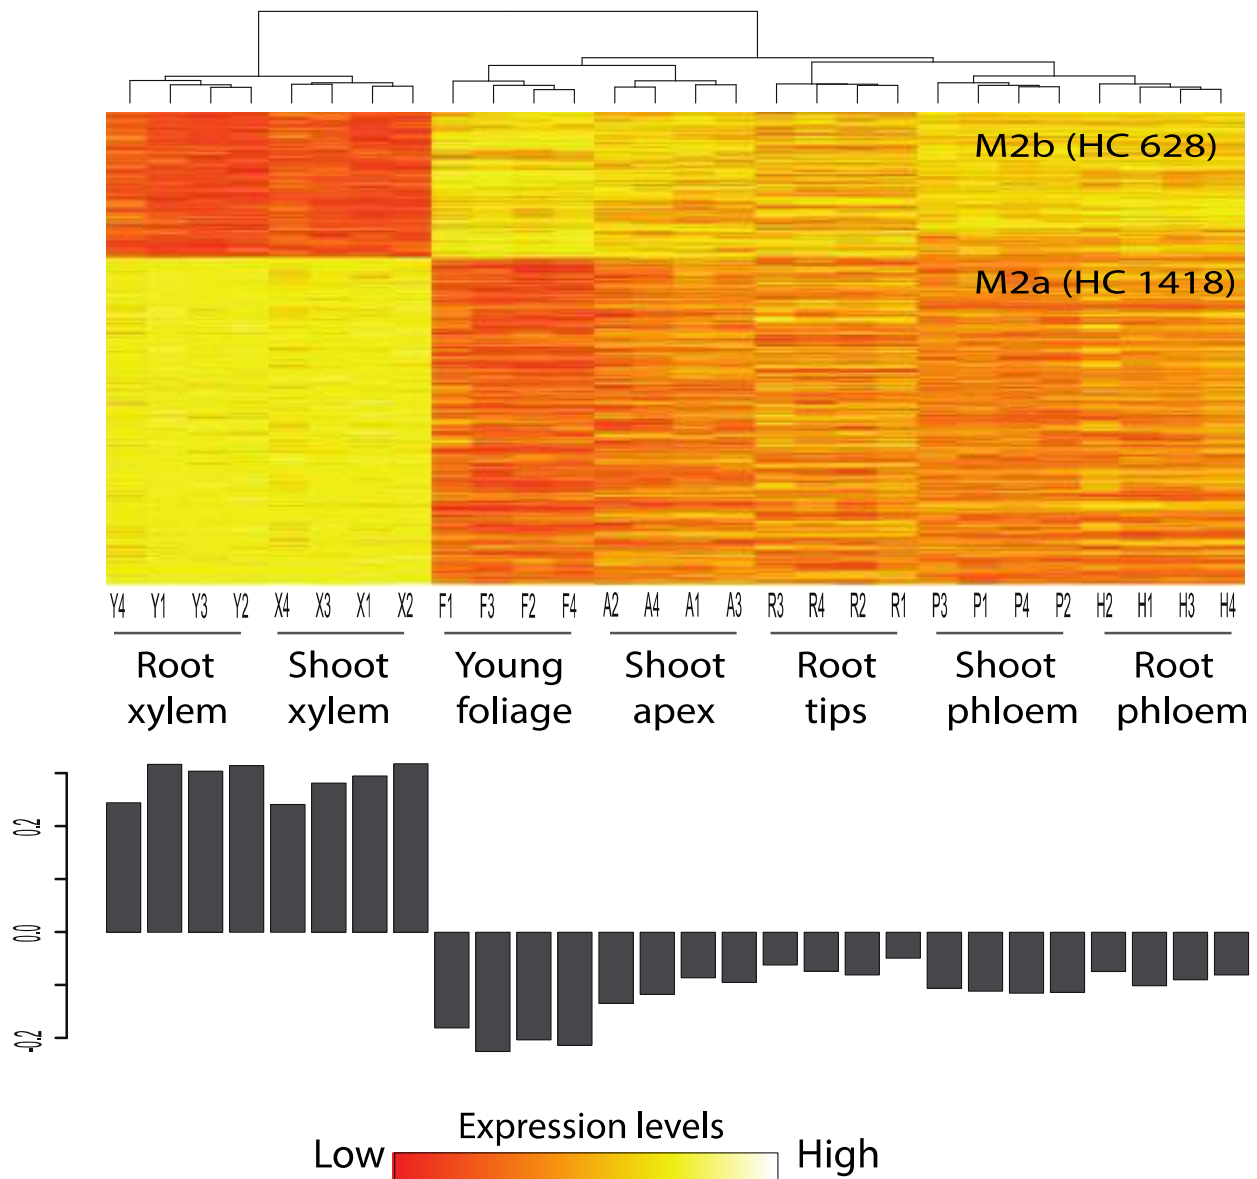 M2b (HC 628)
M2a (HC 1418)
Y4 Y1 Y3 Y2 X4 X3 X1 X2 F1 F3 F2 F4 A2 A4 A1 A3 R3 R4 R2 R1 P3 P1 P4 P2 H2 H1 H3 H4
Root Shoot Young Shoot Root Shoot Root
xylem xylem foliage apex tips phloem phloem
0.2
0.0
-0.2
Expression levels
Low High